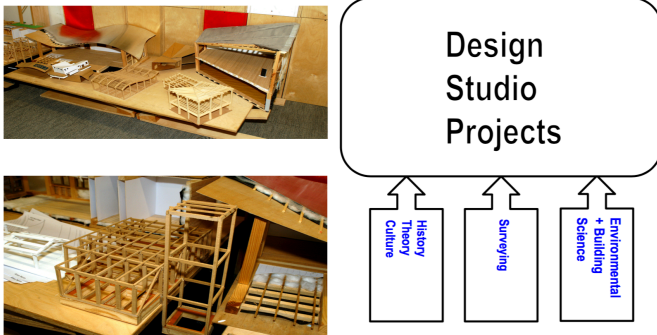 Design
Studio
Projects
History
Theory
Culture
Surveying
Environmental
+ Building
Science